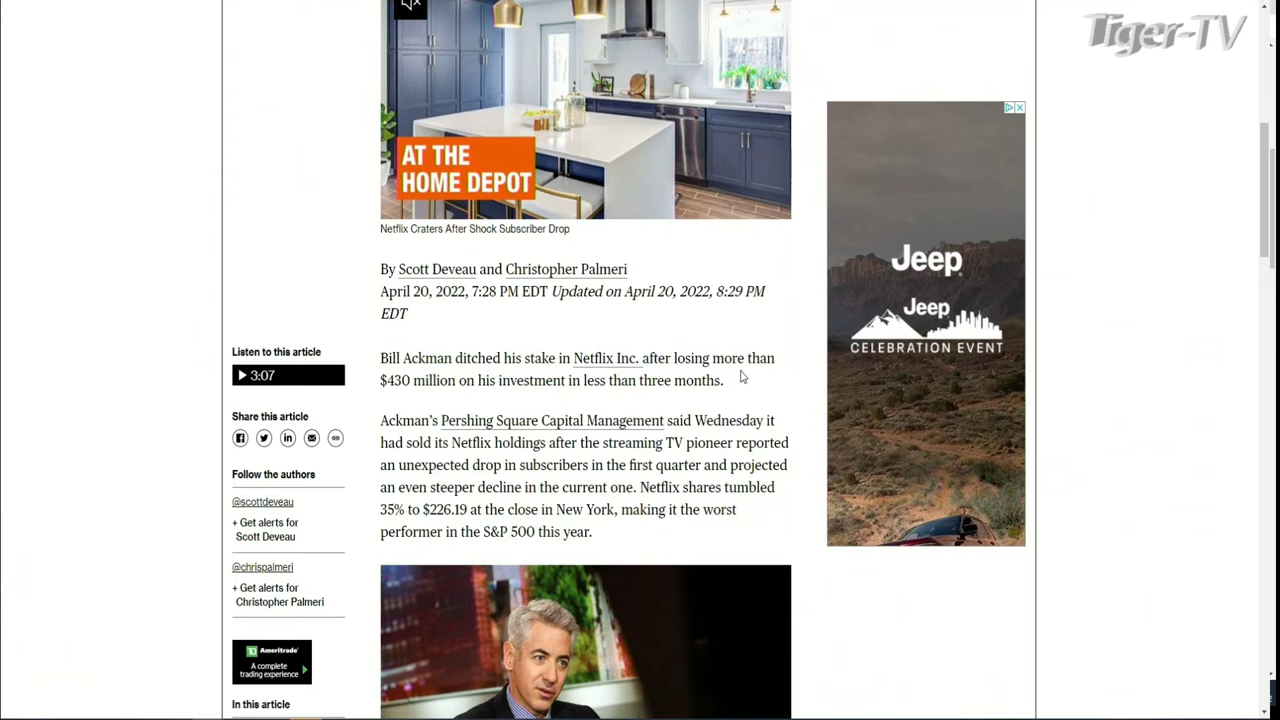 Tiger-TV
AT THE
HOME DEPOT
Netflix Craters After Shock Subscriber Drop
By Scott Deveau and Christopher Palmeri
April 20, 2022, 7:28 PM EDT Updated on April 20, 2022, 8:29 PM
EDT
Listen to this article
3:07
Share this article
Follow the authors
@scottdeveau
+ Get alerts for
Scott Deveau
@chrispalmeri
+ Get alerts for
Christopher Palmeri
TD Ameritrade
A complete
trading experience
In this article
Bill Ackman ditched his stake in Netflix Inc. after losing more than
$430 million on his investment in less than three months.
Ackman’s Pershing Square Capital Management said Wednesday it
had sold its Netflix holdings after the streaming TV pioneer reported
an unexpected drop in subscribers in the first quarter and projected
an even steeper decline in the current one. Netflix shares tumbled
35% to $226.19 at the close in New York, making it the worst
performer in the S&P 500 this year.
Jeep
Jeep
CELEBRATION EVENT